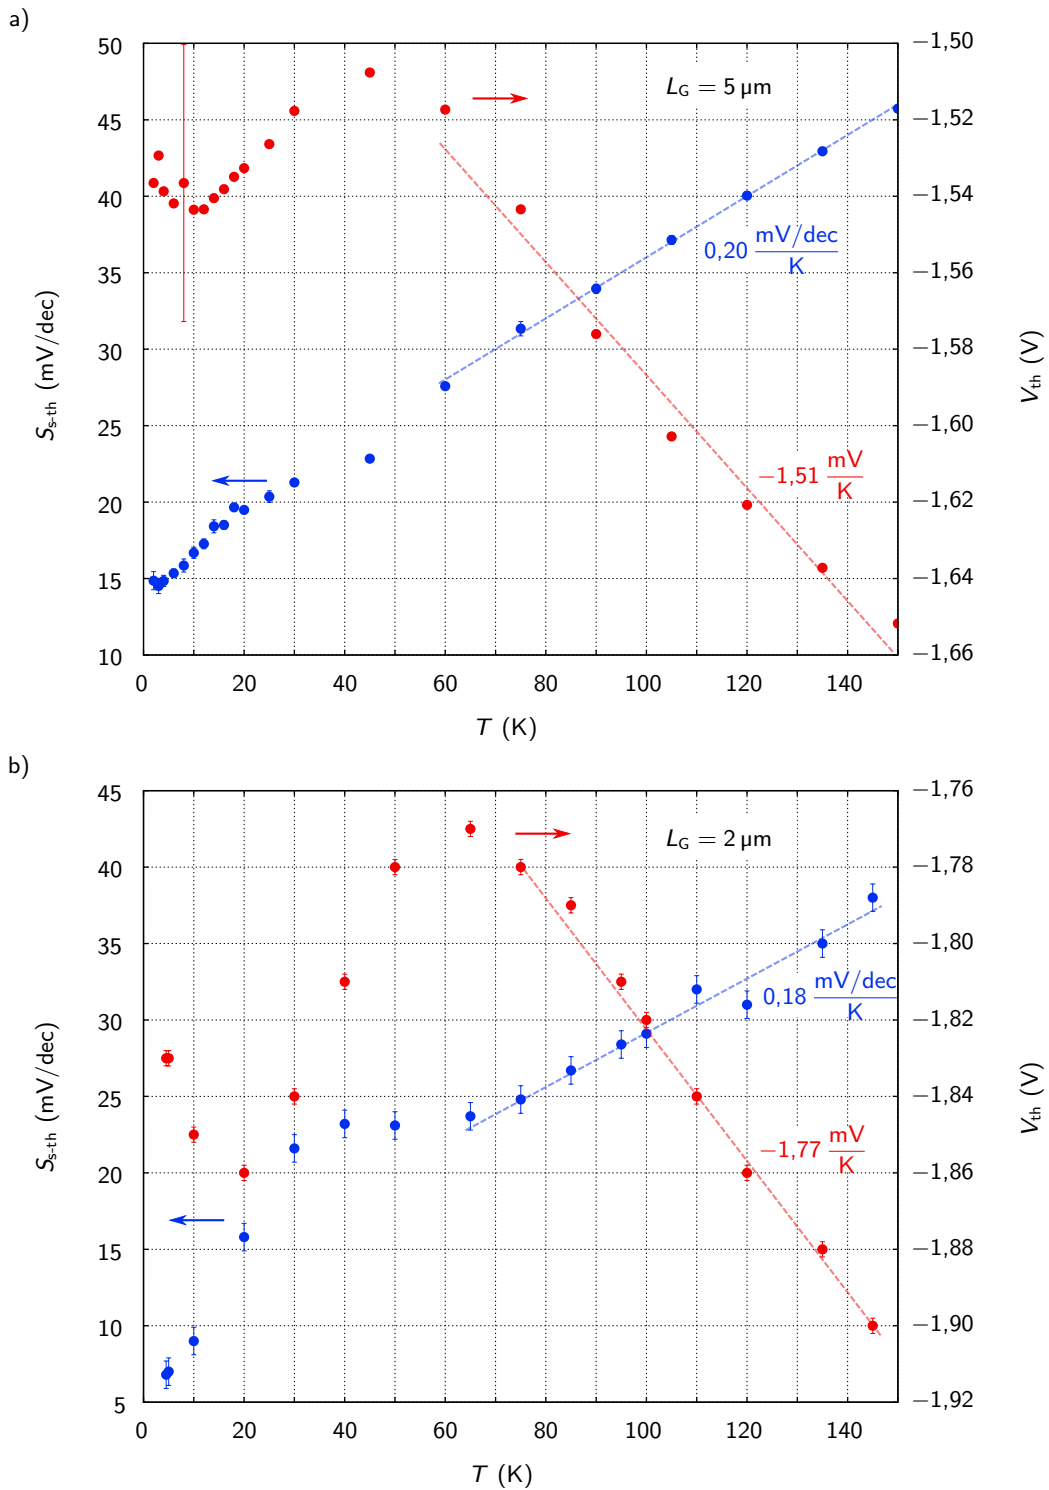 a)
50
45
40
35
30
25
20
15
10
S_s-th (mV/dec)
−1,50
−1,52
−1,54
−1,56
−1,58
−1,60
−1,62
−1,64
−1,66
V_th (V)
L_G = 5 µm
0,20 mV/dec
K
−1,51 mV
K
0 20 40 60 80 100 120 140
T (K)
b)
45
40
35
30
25
20
15
10
5
S_s-th (mV/dec)
−1,76
−1,78
−1,80
−1,82
−1,84
−1,86
−1,88
−1,90
−1,92
V_th (V)
L_G = 2 µm
0,18 mV/dec
K
−1,77 mV
K
0 20 40 60 80 100 120 140
T (K)